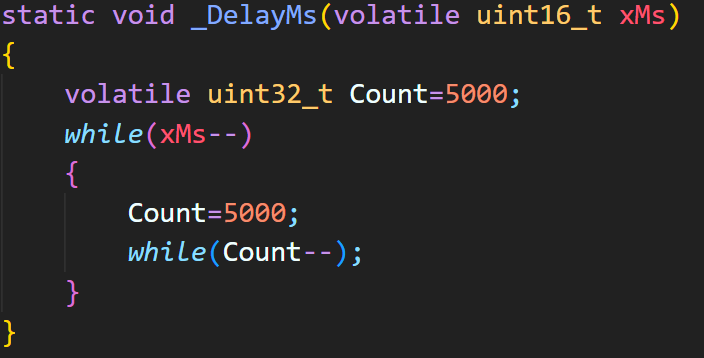 static void _DelayMs(volatile uint16_t xMs)
{
    volatile uint32_t Count=5000;
    while(xMs--)
    {
        Count=5000;
        while(Count--);
    }
}